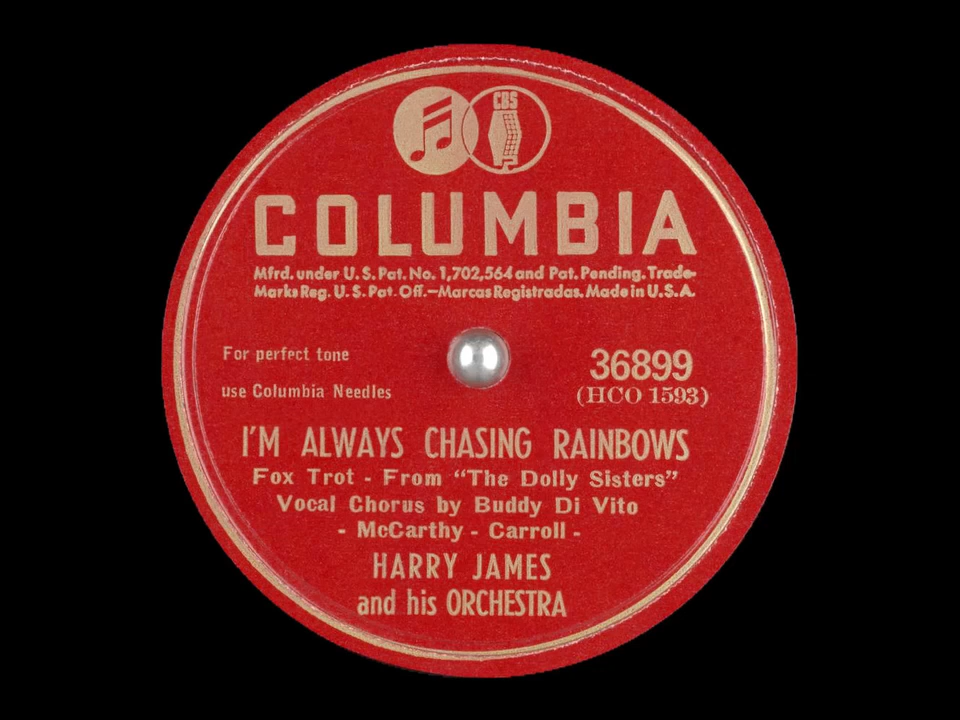 CBS
COLUMBIA
Mfrd. under U.S. Pat. No. 1,702,564 and Pat. Pending. Trade-
Marks Reg. U.S. Pat. Off.—Marcas Registradas. Made in U.S.A.
For perfect tone
use Columbia Needles
36899
(HCO 1593)
I'M ALWAYS CHASING RAINBOWS
Fox Trot - From “The Dolly Sisters”
Vocal Chorus by Buddy Di Vito
- McCarthy - Carroll -
HARRY JAMES
and his ORCHESTRA